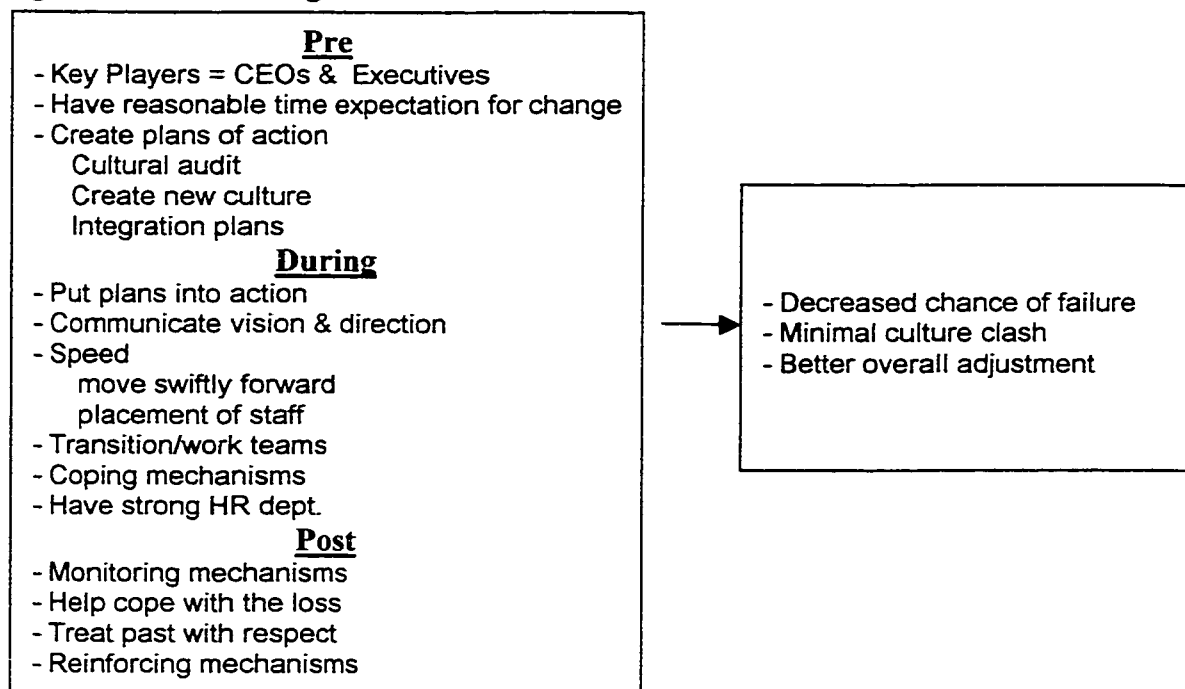 Pre
- Key Players = CEOs & Executives
- Have reasonable time expectation for change
- Create plans of action
Cultural audit
Create new culture
Integration plans
During
- Put plans into action
- Communicate vision & direction
- Speed
move swiftly forward
placement of staff
- Transition/work teams
- Coping mechanisms
- Have strong HR dept.
Post
- Monitoring mechanisms
- Help cope with the loss
- Treat past with respect
- Reinforcing mechanisms
- Decreased chance of failure
- Minimal culture clash
- Better overall adjustment